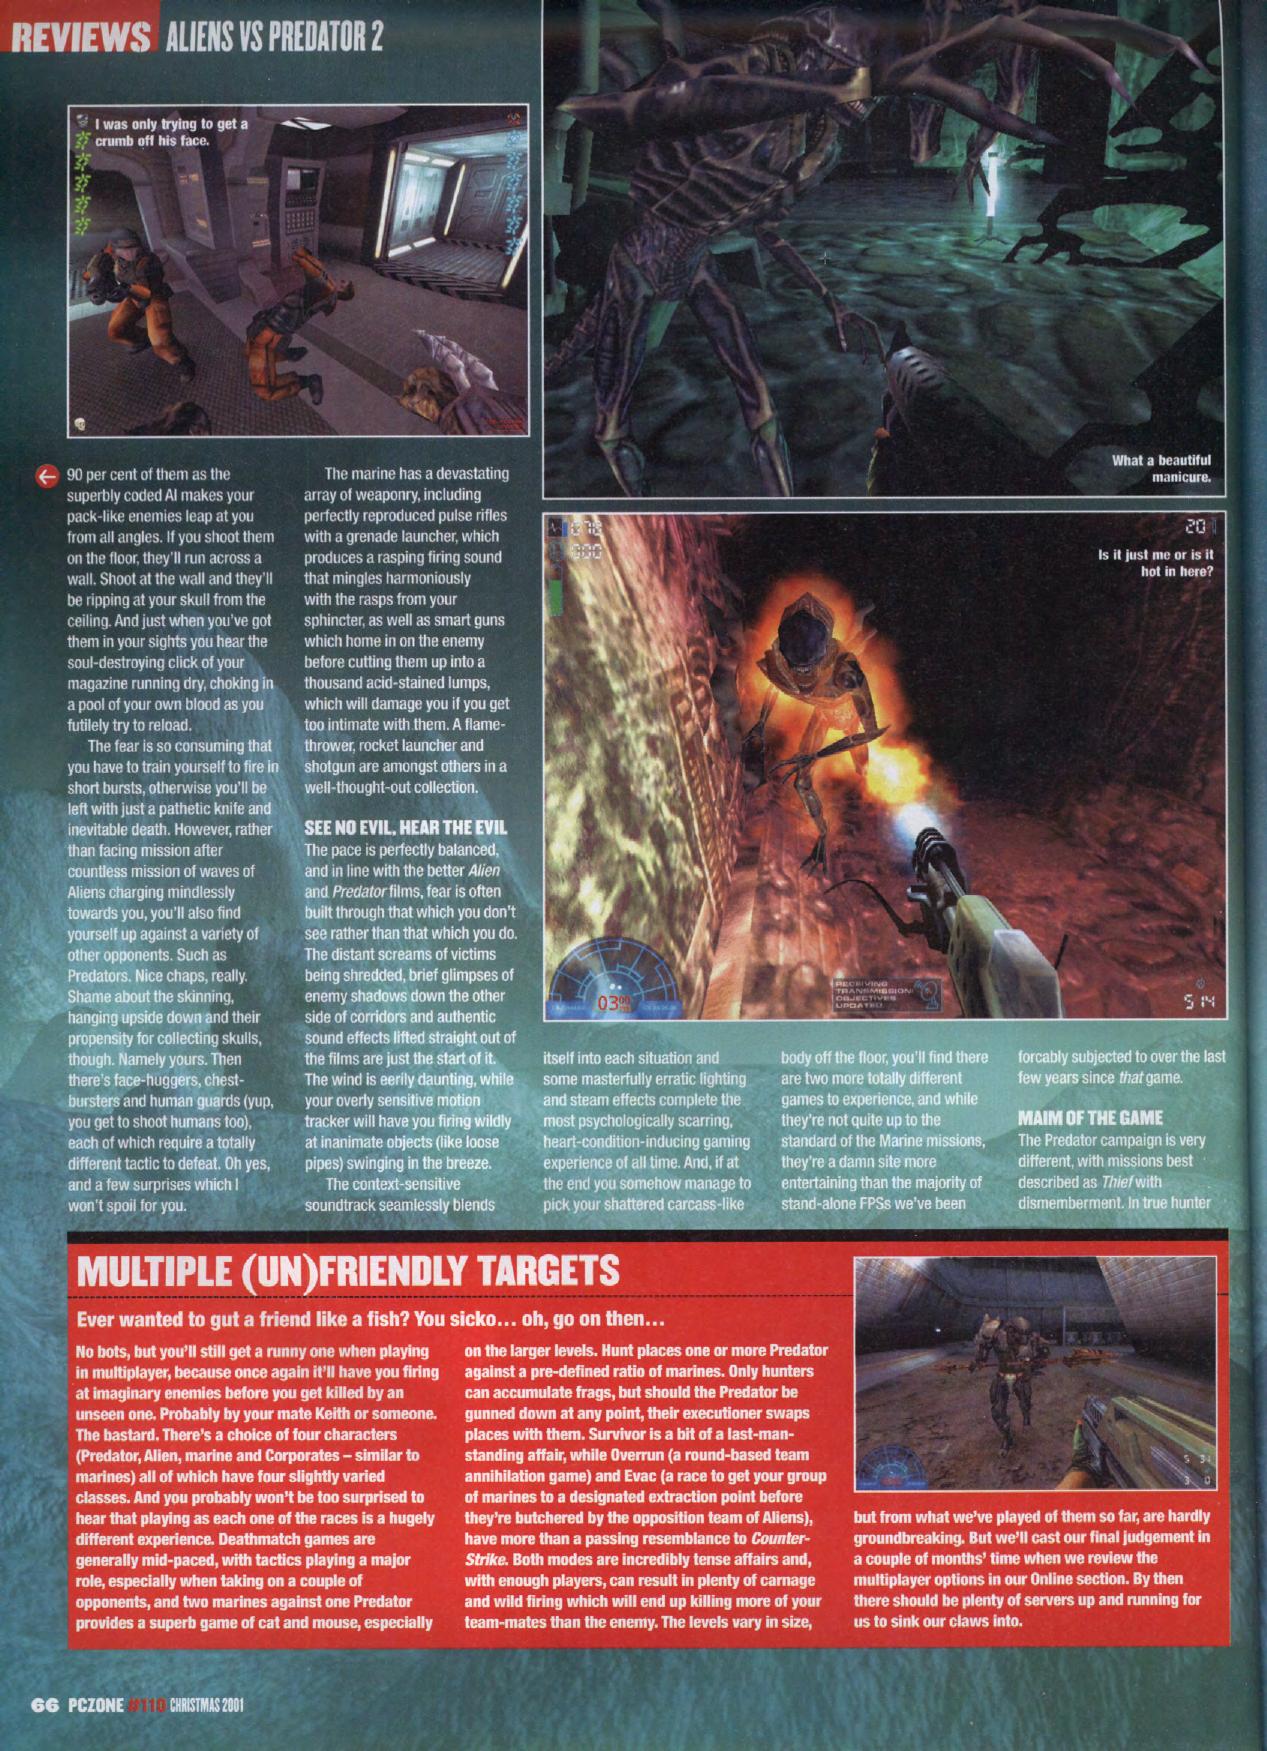 REVIEWS ALIENS VS PREDATOR 2
I was only trying to get a
crumb off his face.
What a beautiful
manicure.
Is it just me or is it
hot in here?
RECEIVING
TRANSMISSION:
OBJECTIVES
UPDATED
514
90 per cent of them as the
superbly coded AI makes your
pack-like enemies leap at you
from all angles. If you shoot them
on the floor, they'll run across a
wall. Shoot at the wall and they'll
be ripping at your skull from the
ceiling. And just when you've got
them in your sights you hear the
soul-destroying click of your
magazine running dry, choking in
a pool of your own blood as you
futilely try to reload.
The fear is so consuming that
you have to train yourself to fire in
short bursts, otherwise you'll be
left with just a pathetic knife and
inevitable death. However, rather
than facing mission after
countless mission of waves of
Aliens charging mindlessly
towards you, you'll also find
yourself up against a variety of
other opponents. Such as
Predators. Nice chaps, really.
Shame about the skinning,
hanging upside down and their
propensity for collecting skulls,
though. Namely yours. Then
there's face-huggers, chest-
bursters and human guards (yup,
you get to shoot humans too),
each of which require a totally
different tactic to defeat. Oh yes,
and a few surprises which I
won't spoil for you.
The marine has a devastating
array of weaponry, including
perfectly reproduced pulse rifles
with a grenade launcher, which
produces a rasping firing sound
that mingles harmoniously
with the rasps from your
sphincter, as well as smart guns
which home in on the enemy
before cutting them up into a
thousand acid-stained lumps,
which will damage you if you get
too intimate with them. A flame-
thrower, rocket launcher and
shotgun are amongst others in a
well-thought-out collection.
SEE NO EVIL, HEAR THE EVIL
The pace is perfectly balanced,
and in line with the better Alien
and Predator films, fear is often
built through that which you don't
see rather than that which you do.
The distant screams of victims
being shredded, brief glimpses of
enemy shadows down the other
side of corridors and authentic
sound effects lifted straight out of
the films are just the start of it.
The wind is eerily daunting, while
your overly sensitive motion
tracker will have you firing wildly
at inanimate objects (like loose
pipes) swinging in the breeze.
The context-sensitive
soundtrack seamlessly blends
itself into each situation and
some masterfully erratic lighting
and steam effects complete the
most psychologically scarring,
heart-condition-inducing gaming
experience of all time. And, if at
the end you somehow manage to
pick your shattered carcass-like
body off the floor, you'll find there
are two more totally different
games to experience, and while
they're not quite up to the
standard of the Marine missions,
they're a damn site more
entertaining than the majority of
stand-alone FPSs we've been
forcably subjected to over the last
few years since that game.
MAIM OF THE GAME
The Predator campaign is very
different, with missions best
described as Thief with
dismemberment. In true hunter
MULTIPLE (UN)FRIENDLY TARGETS
Ever wanted to gut a friend like a fish? You sicko... oh, go on then...
No bots, but you'll still get a runny one when playing
in multiplayer, because once again it'll have you firing
at imaginary enemies before you get killed by an
unseen one. Probably by your mate Keith or someone.
The bastard. There's a choice of four characters
(Predator, Alien, marine and Corporates – similar to
marines) all of which have four slightly varied
classes. And you probably won't be too surprised to
hear that playing as each one of the races is a hugely
different experience. Deathmatch games are
generally mid-paced, with tactics playing a major
role, especially when taking on a couple of
opponents, and two marines against one Predator
provides a superb game of cat and mouse, especially
on the larger levels. Hunt places one or more Predator
against a pre-defined ratio of marines. Only hunters
can accumulate frags, but should the Predator be
gunned down at any point, their executioner swaps
places with them. Survivor is a bit of a last-man-
standing affair, while Overrun (a round-based team
annihilation game) and Evac (a race to get your group
of marines to a designated extraction point before
they're butchered by the opposition team of Aliens),
have more than a passing resemblance to Counter-
Strike. Both modes are incredibly tense affairs and,
with enough players, can result in plenty of carnage
and wild firing which will end up killing more of your
team-mates than the enemy. The levels vary in size,
but from what we've played of them so far, are hardly
groundbreaking. But we'll cast our final judgement in
a couple of months' time when we review the
multiplayer options in our Online section. By then
there should be plenty of servers up and running for
us to sink our claws into.
66 PCZONE #110 CHRISTMAS 2001